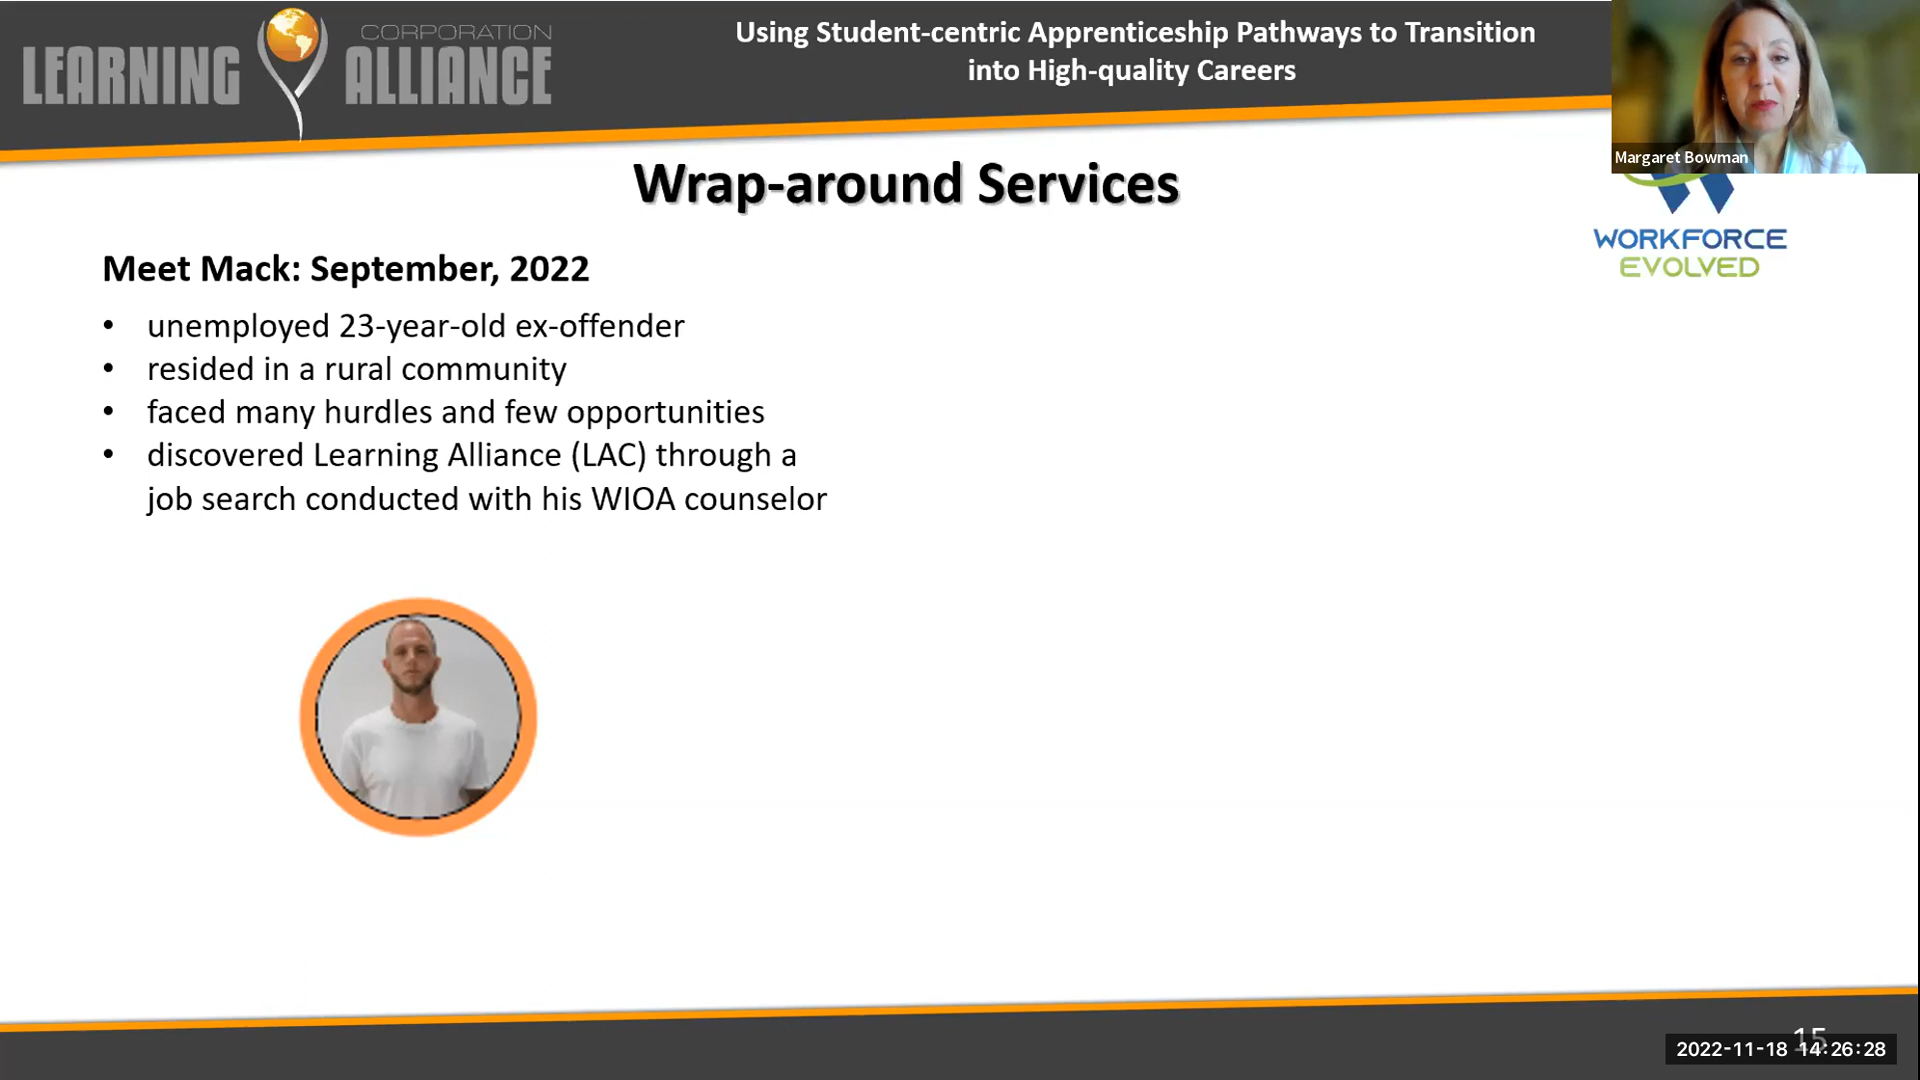 LEARNING CORPORATION ALLIANCE
Using Student-centric Apprenticeship Pathways to Transition
into High-quality Careers
Margaret Bowman
Wrap-around Services
WORKFORCE
EVOLVED
Meet Mack: September, 2022
• unemployed 23-year-old ex-offender
• resided in a rural community
• faced many hurdles and few opportunities
• discovered Learning Alliance (LAC) through a
job search conducted with his WIOA counselor
15
2022-11-18 14:26:28